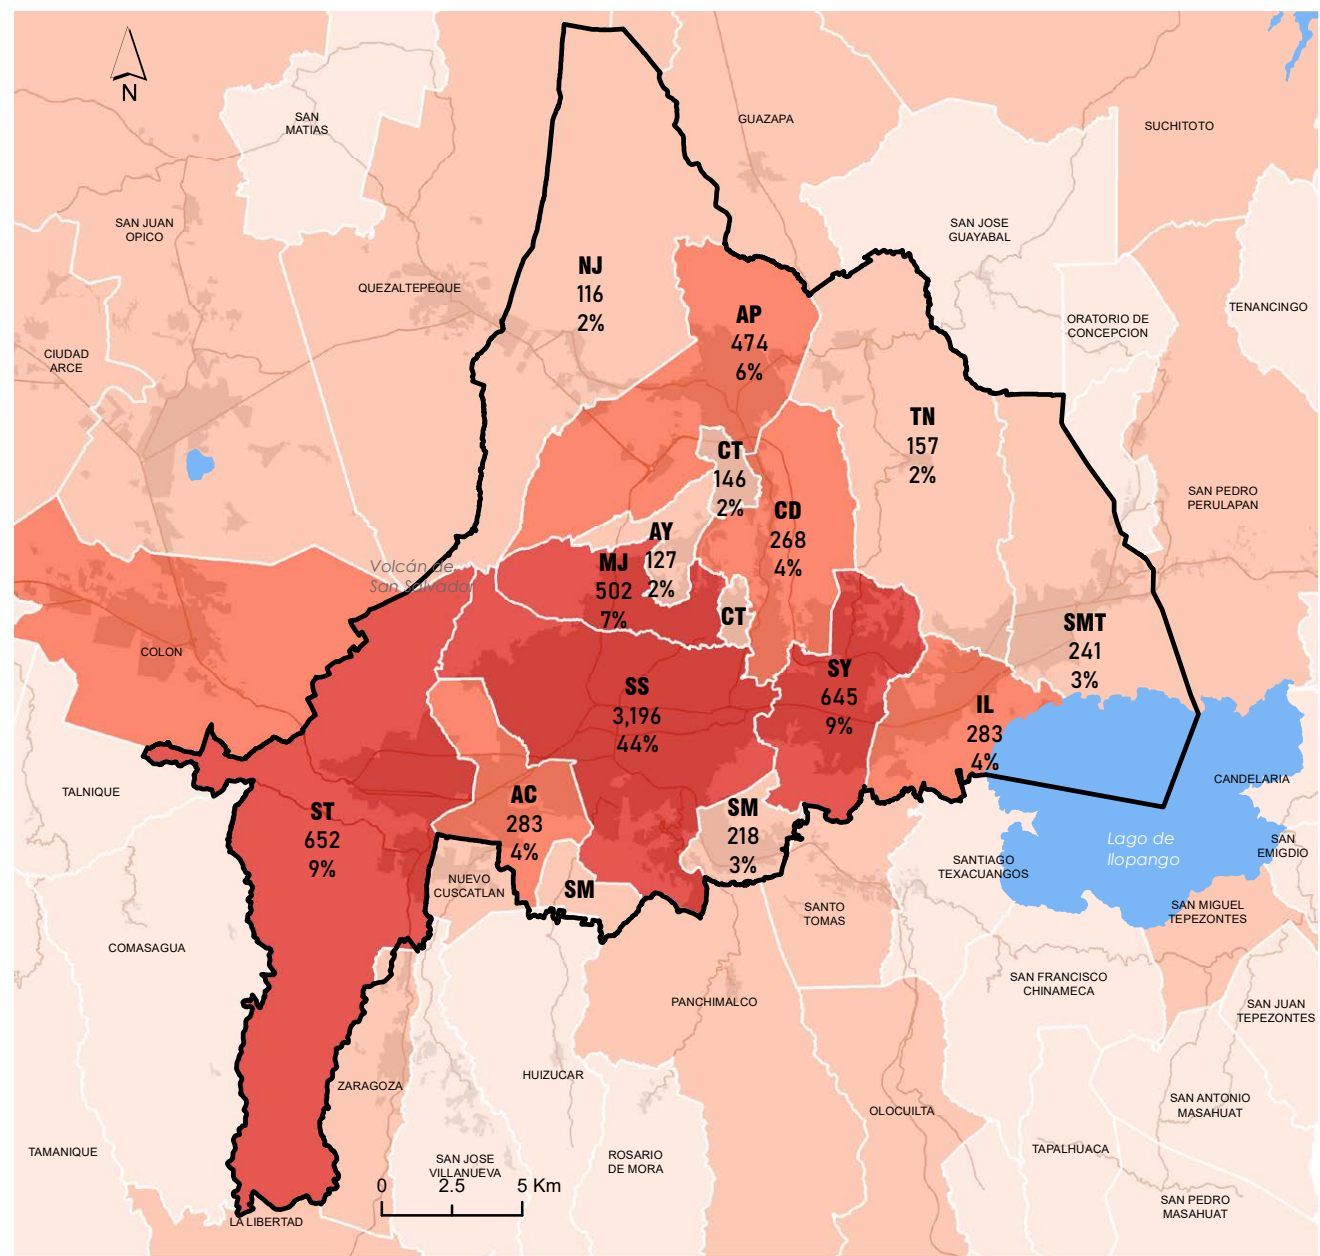 N
SAN
MATIAS
GUAZAPA
SUCHITOTO
SAN JUAN
OPICO
SAN JOSE
GUAYABAL
QUEZALTEPEQUE
NJ
116
2%
AP
474
6%
ORATORIO DE
CONCEPCION
TENANCINGO
CIUDAD
ARCE
TN
157
2%
CT
146
2%
SAN PEDRO
PERULAPAN
CD
268
4%
AY
127
2%
MJ
502
7%
Volcán de
San Salvador
CT
SMT
241
3%
COLON
SS
3,196
44%
SY
645
9%
IL
283
4%
TALNIQUE
CANDELARIA
ST
652
9%
AC
283
4%
SM
218
3%
Lago de
Ilopango
SAN
EMIGDIO
SANTIAGO
TEXACUANGOS
NUEVO
CUSCATLAN
SM
SANTO
TOMAS
SAN MIGUEL
TEPEZONTES
COMASAGUA
SAN FRANCISCO
CHINAMECA
PANCHIMALCO
SAN JUAN
TEPEZONTES
HUIZUCAR
ZARAGOZA
OLOCUILTA
SAN ANTONIO
MASAHUAT
TAMANIQUE
SAN JOSE
VILLANUEVA
ROSARIO
DE MORA
TAPALHUACA
0 2.5 5 Km
SAN PEDRO
MASAHUAT
LA LIBERTAD